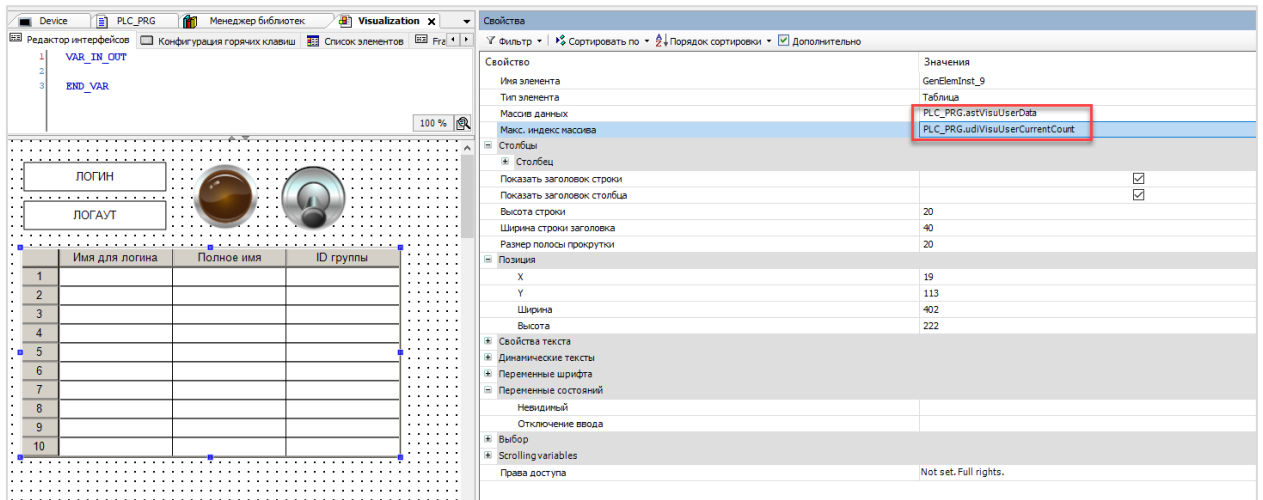 Device PLC_PRG Менеджер библиотек Visualization x
Редактор интерфейсов Конфигурация горячих клавиш Список элементов Fra
1 VAR_IN_OUT
2
3 END_VAR
100 %
ЛОГИН
ЛОГАУТ
Имя для логина Полное имя ID группы
1
2
3
4
5
6
7
8
9
10
Свойства
Фильтр Сортировать по Порядок сортировки Дополнительно
Свойство Значения
Имя элемента GenElemInst_9
Тип элемента Таблица
Массив данных PLC_PRG.astVisuUserData
Макс. индекс массива PLC_PRG.udiVisuUserCurrentCount
Столбцы
Столбец
Показать заголовок строки
Показать заголовок столбца
Высота строки 20
Ширина строки заголовка 40
Размер полосы прокрутки 20
Позиция
X 19
Y 113
Ширина 402
Высота 222
Свойства текста
Динамические тексты
Переменные шрифта
Переменные состояний
Невидимый
Отключение ввода
Выбор
Scrolling variables
Права доступа Not set. Full rights.